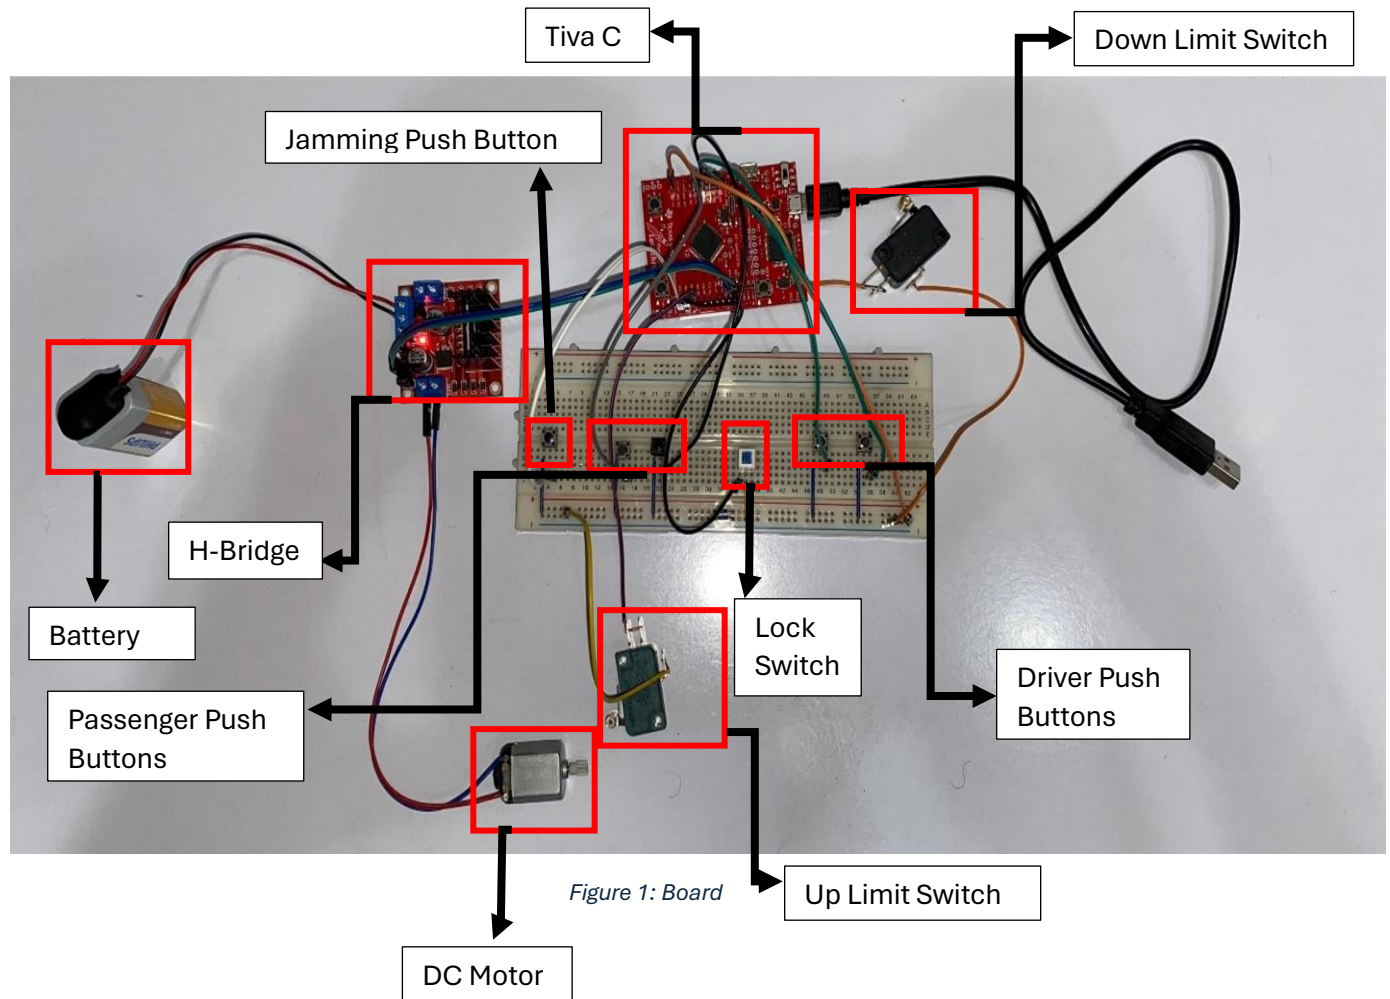 Tiva C
Down Limit Switch
Jamming Push Button
H-Bridge
Battery
PHILIPS
Lock
Switch
Passenger Push
Buttons
Driver Push
Buttons
Up Limit Switch
Figure 1: Board
DC Motor